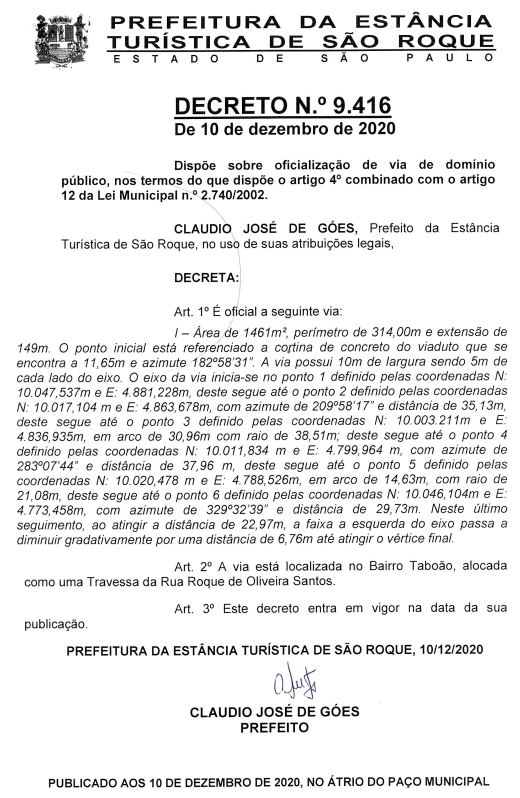 PREFEITURA DA ESTÂNCIA
TURÍSTICA DE SÃO ROQUE
ESTADO DE SÃO PAULO
DECRETO N.º 9.416
De 10 de dezembro de 2020
Dispõe sobre oficialização de via de domínio
público, nos termos do que dispõe o artigo 4º combinado com o artigo
12 da Lei Municipal n.º 2.740/2002.
CLAUDIO JOSÉ DE GÓES, Prefeito da Estância
Turística de São Roque, no uso de suas atribuições legais,
DECRETA:
Art. 1º É oficial a seguinte via:
I – Área de 1461m², perímetro de 314,00m e extensão de
149m. O ponto inicial está referenciado a cortina de concreto do viaduto que se
encontra a 11,65m e azimute 182º58'31”. A via possui 10m de largura sendo 5m de
cada lado do eixo. O eixo da via inicia-se no ponto 1 definido pelas coordenadas N:
10.047,537m e E: 4.881,228m, deste segue até o ponto 2 definido pelas coordenadas
N: 10.017,104 m e E: 4.863,678m, com azimute de 209º58'17” e distância de 35,13m,
deste segue até o ponto 3 definido pelas coordenadas N: 10.003.211m e E:
4.836,935m, em arco de 30,96m com raio de 38,51m; deste segue até o ponto 4
definido pelas coordenadas N: 10.011,834 m e E: 4.799,964 m, com azimute de
283º07'44” e distância de 37,96 m, deste segue até o ponto 5 definido pelas
coordenadas N: 10.020,478 m e E: 4.788,526m, em arco de 14,63m, com raio de
21,08m, deste segue até o ponto 6 definido pelas coordenadas N: 10.046,104m e E:
4.773,458m, com azimute de 329º32'39” e distância de 29,73m. Neste último
seguimento, ao atingir a distância de 22,97m, a faixa a esquerda do eixo passa a
diminuir gradativamente por uma distância de 6,76m até atingir o vértice final.
Art. 2º A via está localizada no Bairro Taboão, alocada
como uma Travessa da Rua Roque de Oliveira Santos.
Art. 3º Este decreto entra em vigor na data da sua
publicação.
PREFEITURA DA ESTÂNCIA TURÍSTICA DE SÃO ROQUE, 10/12/2020
CLAUDIO JOSÉ DE GÓES
PREFEITO
PUBLICADO AOS 10 DE DEZEMBRO DE 2020, NO ÁTRIO DO PAÇO MUNICIPAL